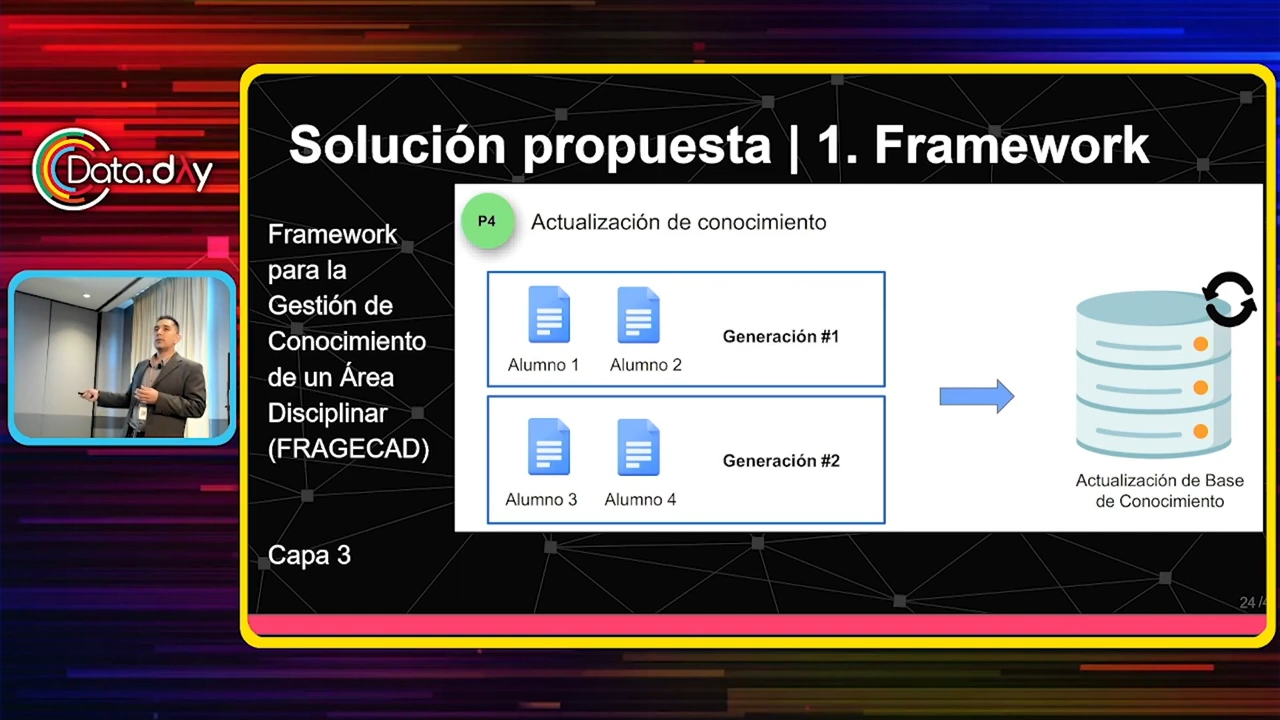 Data.dAy
Solución propuesta | 1. Framework
Framework
para la
Gestión de
Conocimiento
de un Área
Disciplinar
(FRAGECAD)
Capa 3
P4
Actualización de conocimiento
Alumno 1
Alumno 2
Generación #1
Alumno 3
Alumno 4
Generación #2
Actualización de Base
de Conocimiento
24